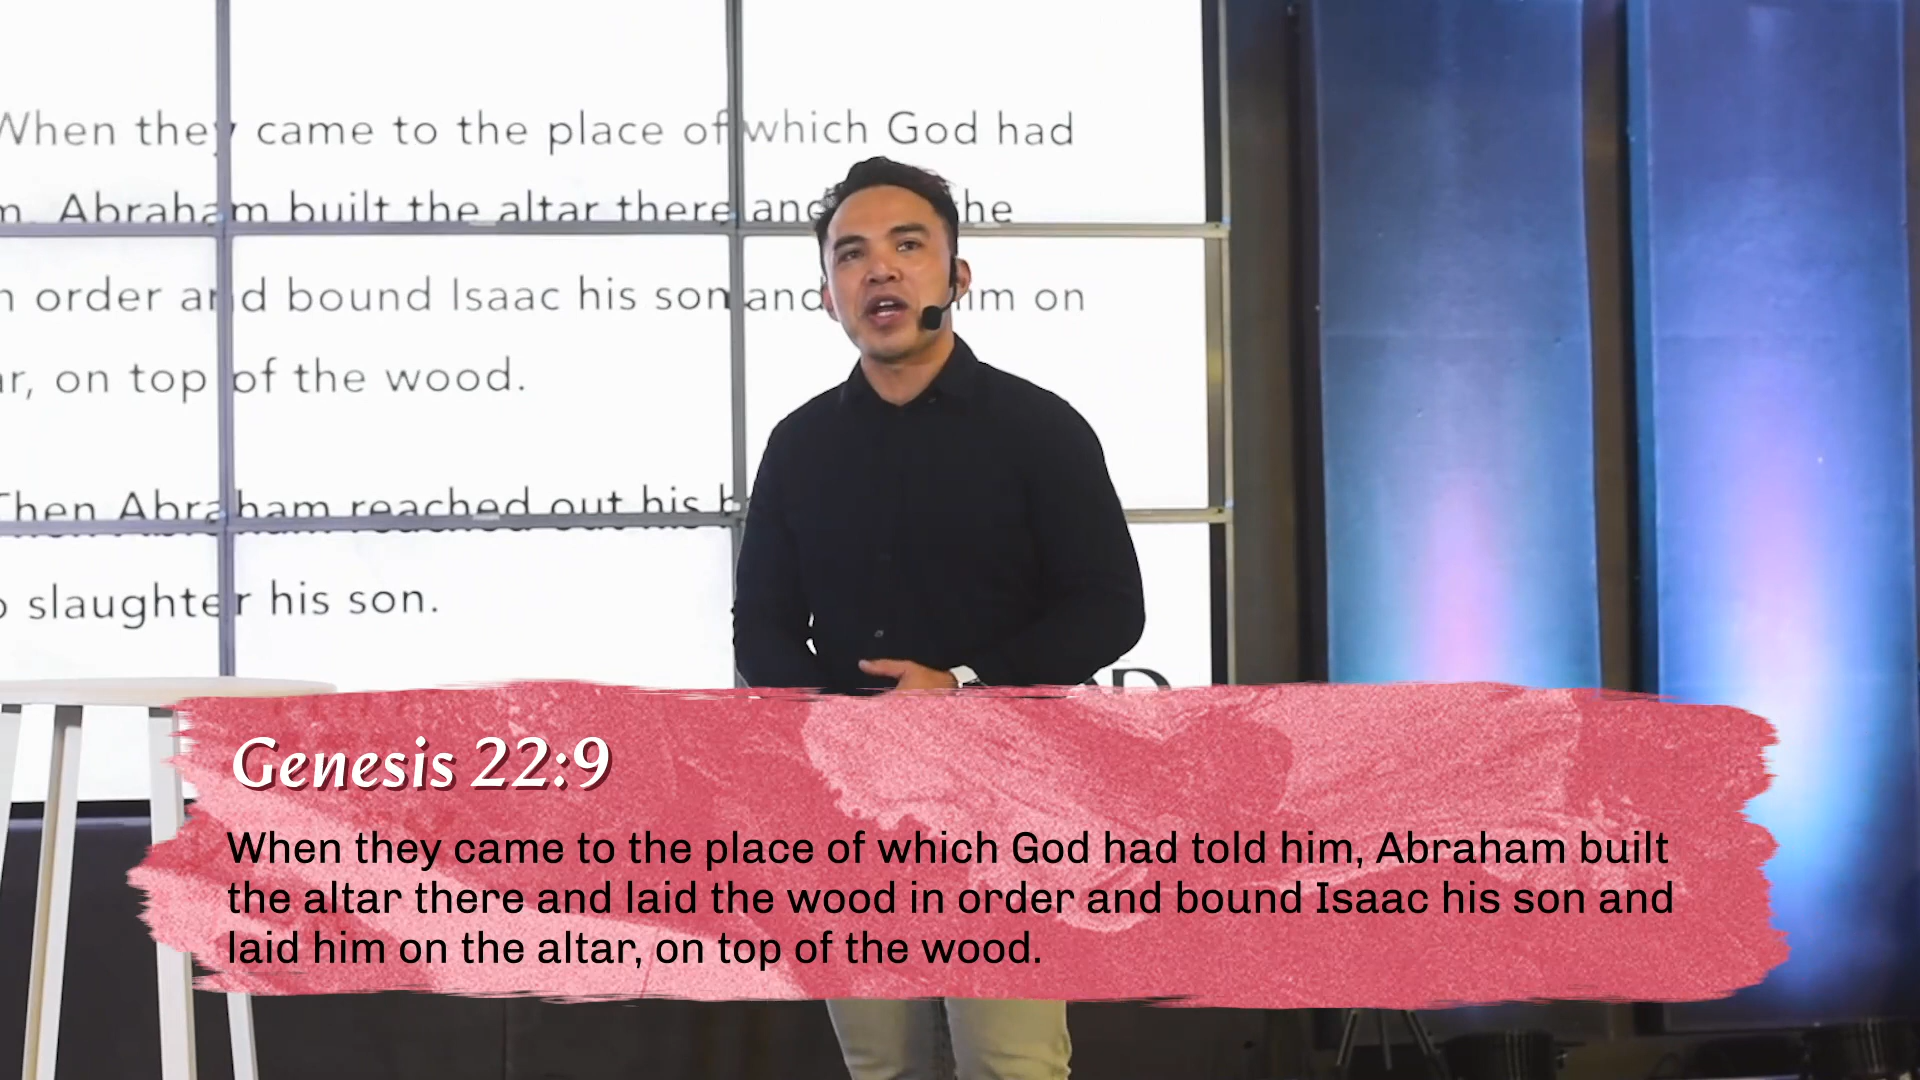 When they came to the place of which God had
Abraham built the altar there and the
order and bound Isaac his son and him on
on top of the wood.
Then Abraham reached out his
slaughter his son.
Genesis 22:9
When they came to the place of which God had told him, Abraham built
the altar there and laid the wood in order and bound Isaac his son and
laid him on the altar, on top of the wood.